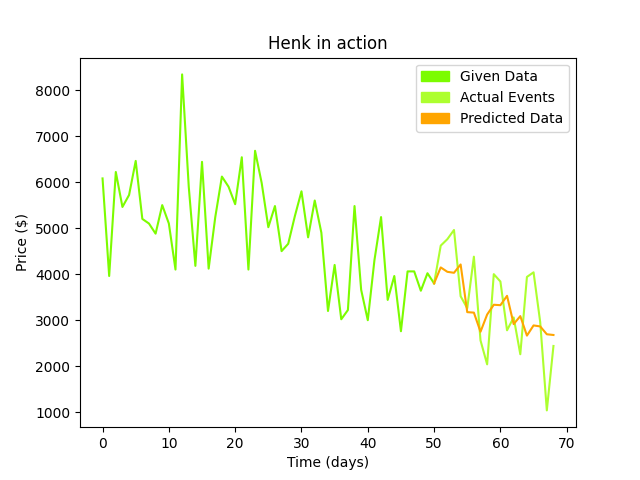 Henk in action
Given Data
Actual Events
Predicted Data
Price ($)
8000
7000
6000
5000
4000
3000
2000
1000
0 10 20 30 40 50 60 70
Time (days)